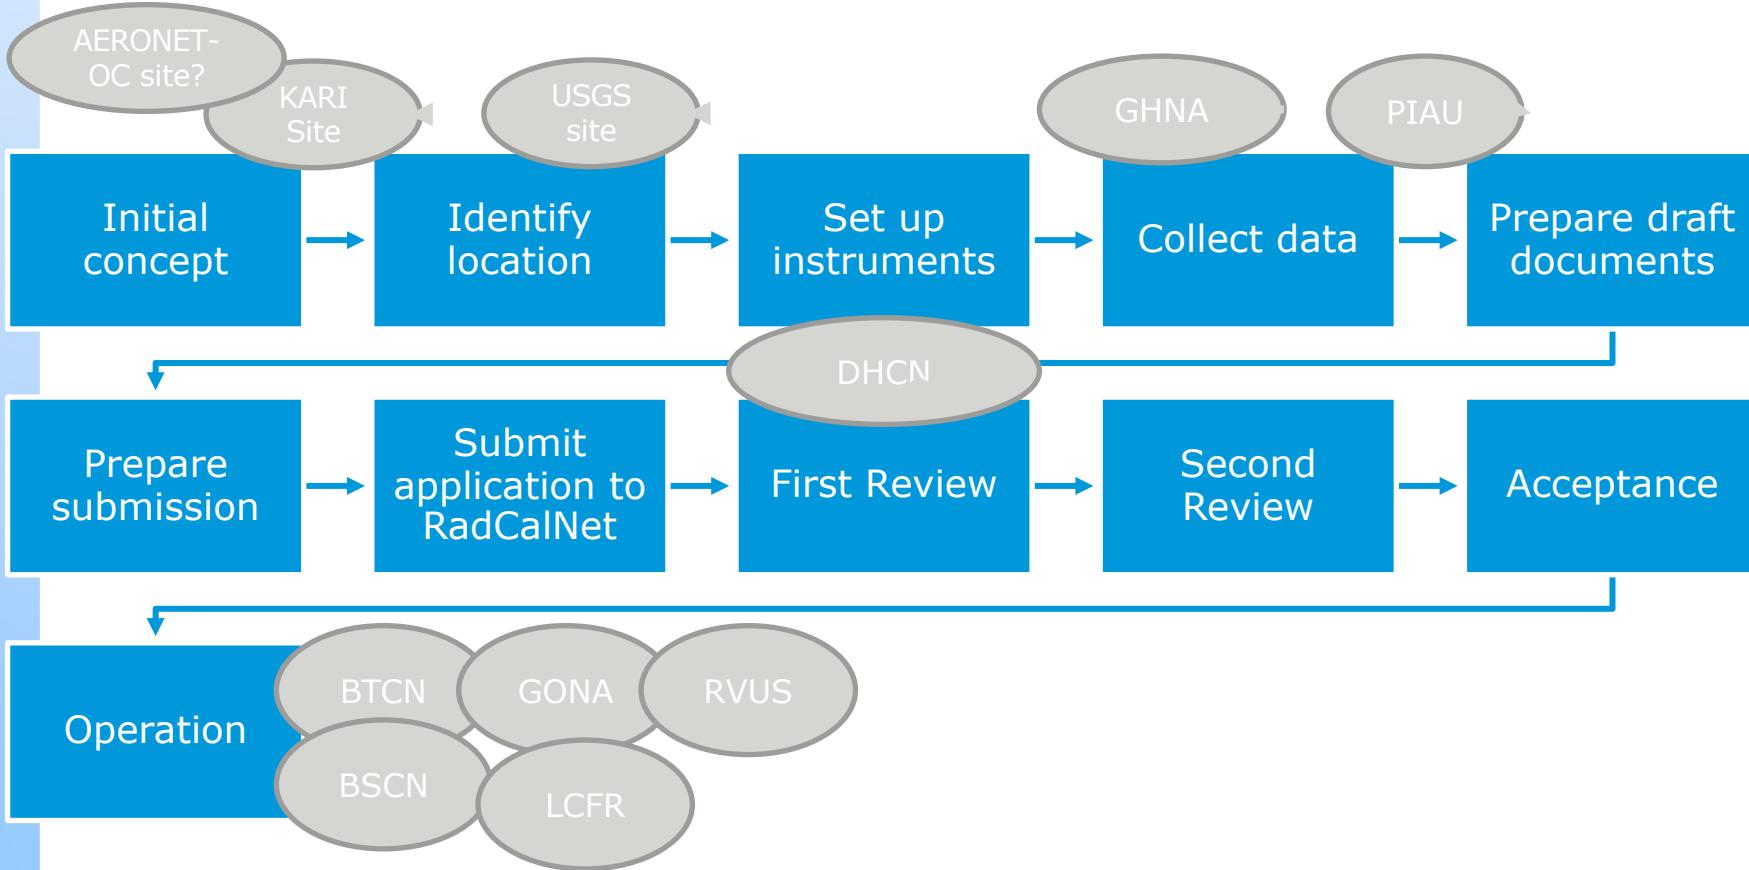 AERONET-
OC site?
KARI
Site
USGS
site
GHNA
PIAU
Initial
concept
Identify
location
Set up
instruments
Collect data
Prepare draft
documents
DHCN
Prepare
submission
Submit
application to
RadCalNet
First Review
Second
Review
Acceptance
Operation
BTCN
GONA
RVUS
BSCN
LCFR